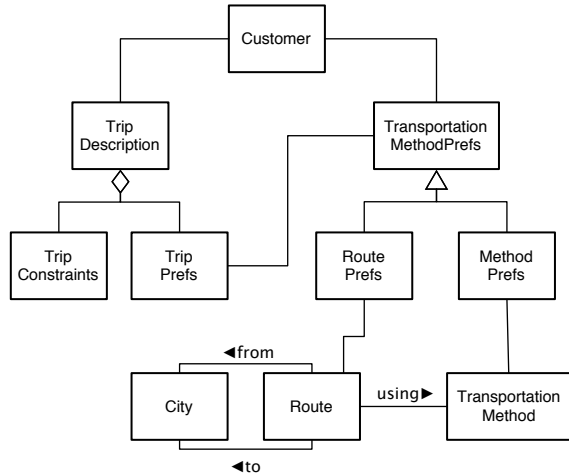 Customer
Trip
Description
Transportation
MethodPrefs
Trip
Constraints
Trip
Prefs
Route
Prefs
Method
Prefs
◄from
City
Route
using►
Transportation
Method
◄to